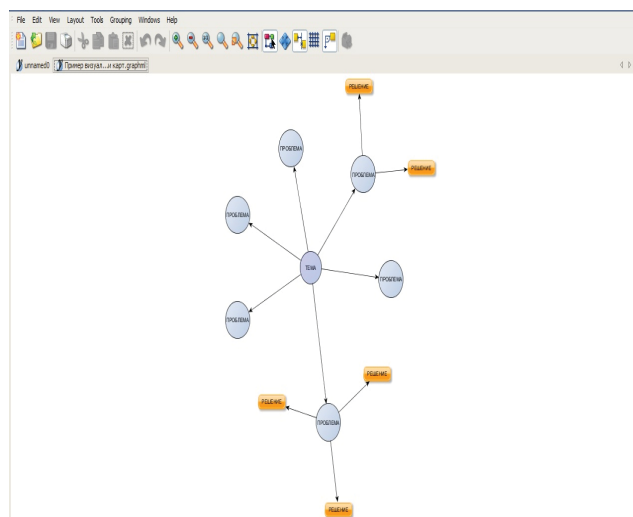 File Edit View Layout Tools Grouping Windows Help
unnamed0 Пример визуал...и карт.graphml
РЕШЕНИЕ
ПРОБЛЕМА
ПРОБЛЕМА
РЕШЕНИЕ
ПРОБЛЕМА
ТЕМА
ПРОБЛЕМА
ПРОБЛЕМА
РЕШЕНИЕ
РЕШЕНИЕ
ПРОБЛЕМА
РЕШЕНИЕ